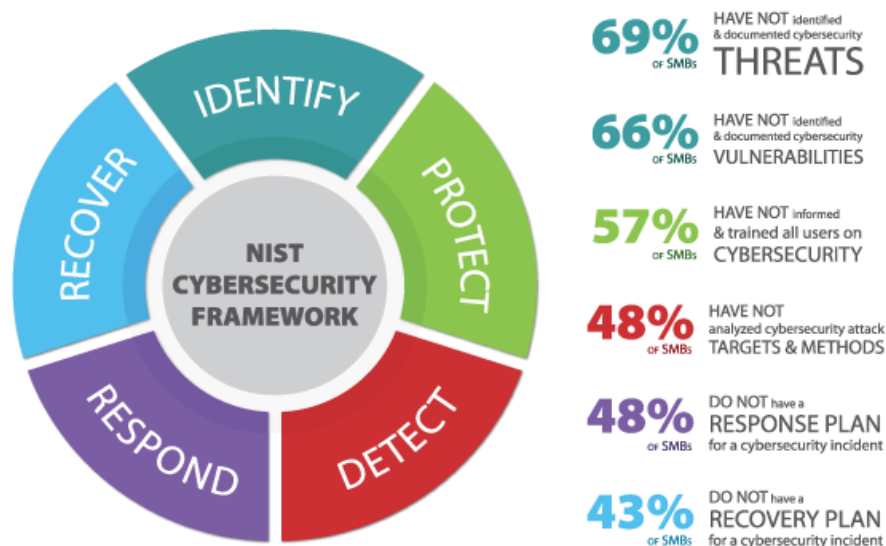 IDENTIFY
PROTECT
DETECT
RESPOND
RECOVER
NIST
CYBERSECURITY
FRAMEWORK
69%
OF SMBs
HAVE NOT identified
& documented cybersecurity
THREATS
66%
OF SMBs
HAVE NOT identified
& documented cybersecurity
VULNERABILITIES
57%
OF SMBs
HAVE NOT informed
& trained all users on
CYBERSECURITY
48%
OF SMBs
HAVE NOT
analyzed cybersecurity attack
TARGETS & METHODS
48%
OF SMBs
DO NOT have a
RESPONSE PLAN
for a cybersecurity incident
43%
OF SMBs
DO NOT have a
RECOVERY PLAN
for a cybersecurity incident